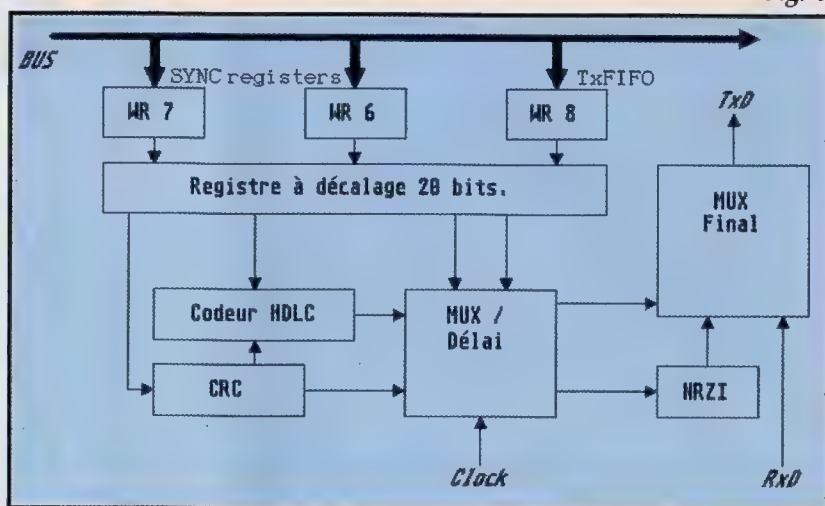 BUS
SYNC registers
TxFIFO
TxD
WR 7
WR 6
WR 8
Registre à décalage 20 bits.
MUX
Final
Codeur HDLC
MUX /
Délai
CRC
NRZI
Clock
RxD